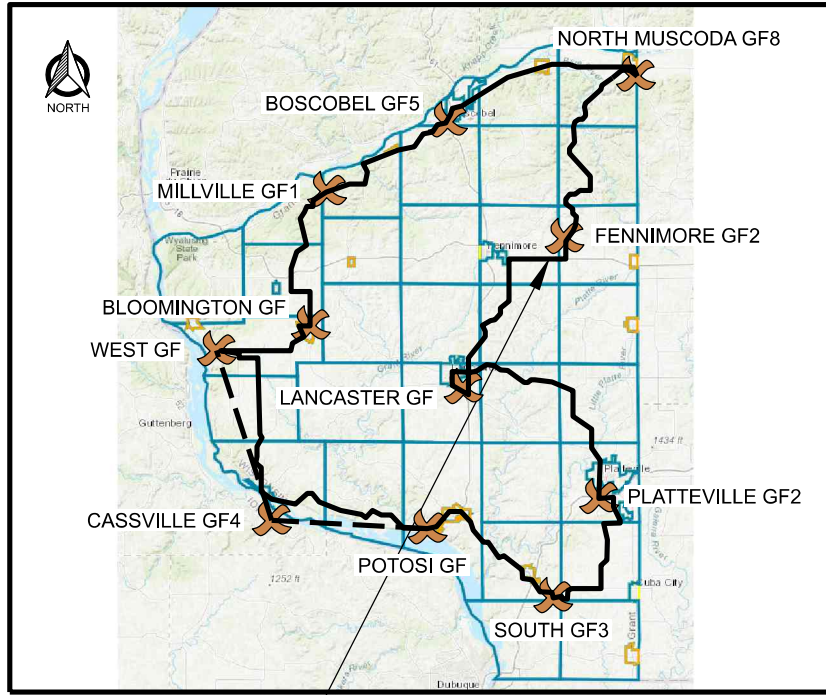 NORTH MUSCODA GF8
NORTH
BOSCOBEL GF5
Prairie
MILLVILLE GF1
Wyalusing
State
Park
FENNIMORE GF2
Fennimore
Platte River
BLOOMINGTON GF
WEST GF
Grant River
Little Platte River
LANCASTER GF
Guttenberg
1434 ft
Platteville
PLATTEVILLE GF2
CASSVILLE GF4
Galena River
POTOSI GF
1252 ft
Cuba City
SOUTH GF3
Grant
Dubuque